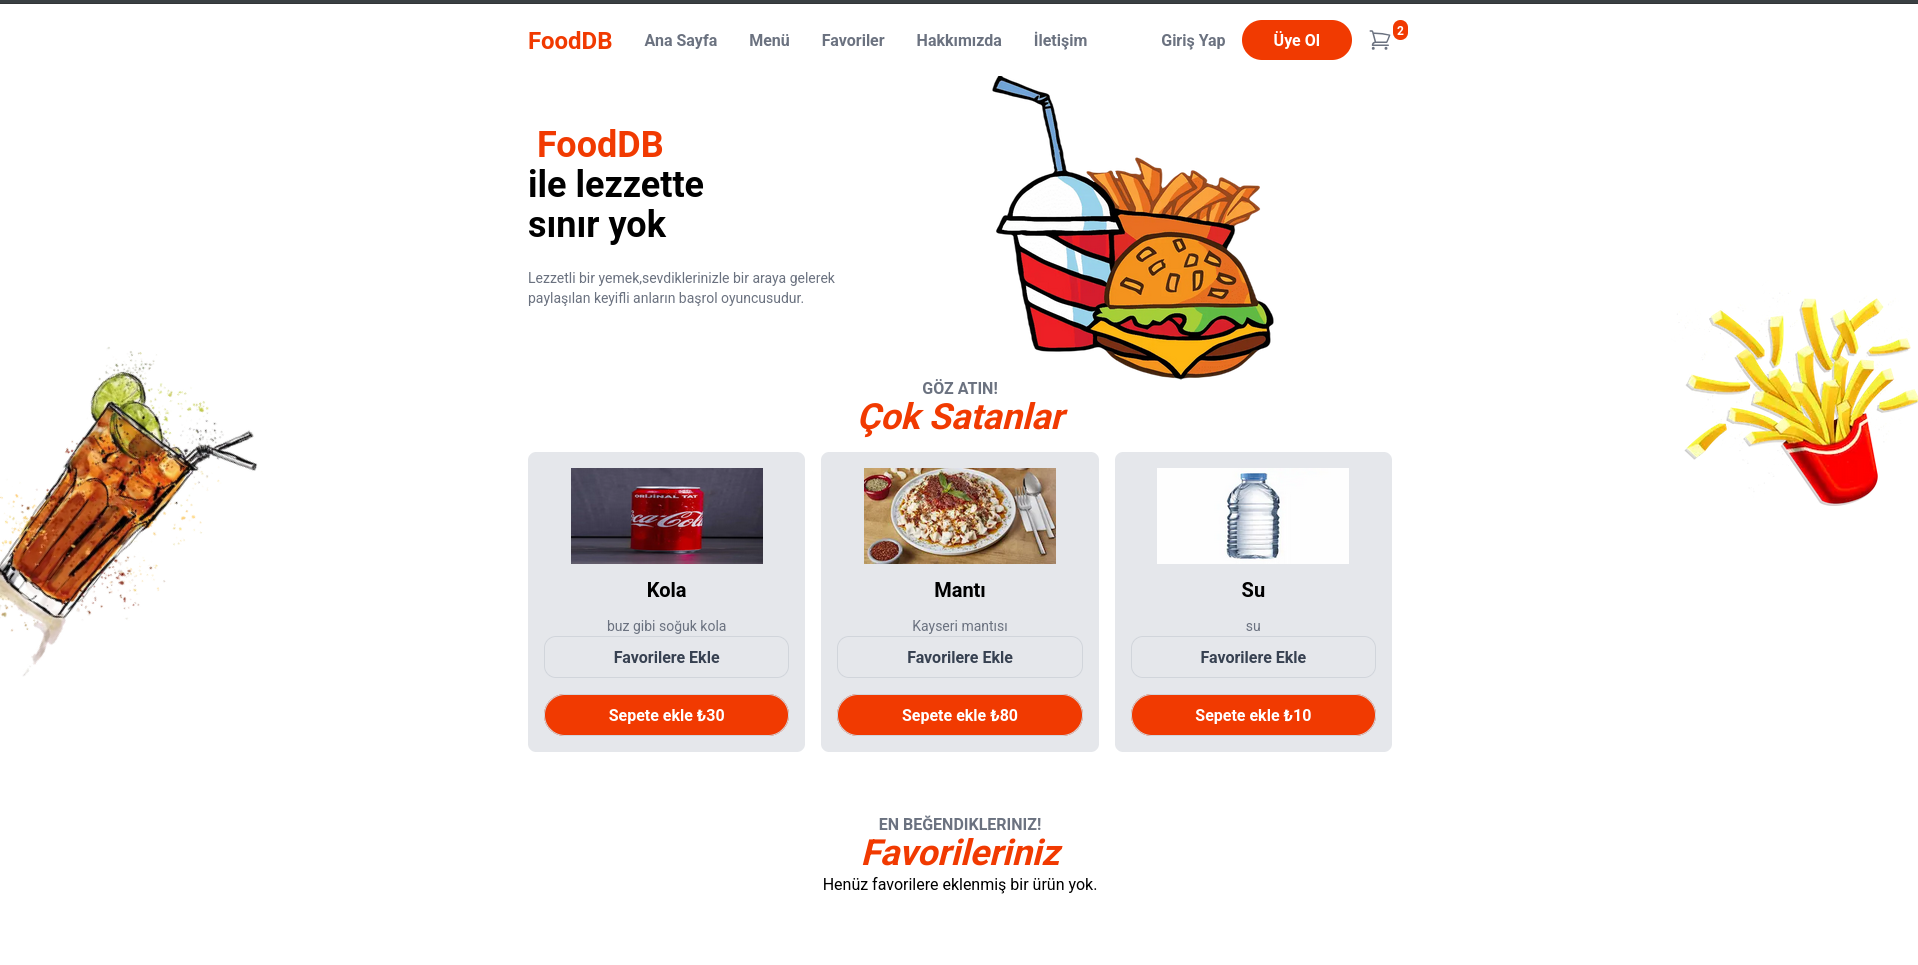 FoodDB Ana Sayfa Menü Favoriler Hakkımızda İletişim Giriş Yap Üye Ol 2
FoodDB
ile lezzette
sınır yok
Lezzetli bir yemek,sevdiklerinizle bir araya gelerek
paylaşılan keyifli anların başrol oyuncusudur.
GÖZ ATIN!
Çok Satanlar
ORİJİNAL TAT
Coca-Cola
Kola
buz gibi soğuk kola
Favorilere Ekle
Sepete ekle ₺30
Mantı
Kayseri mantısı
Favorilere Ekle
Sepete ekle ₺80
Su
su
Favorilere Ekle
Sepete ekle ₺10
EN BEĞENDIKLERINIZ!
Favorileriniz
Henüz favorilere eklenmiş bir ürün yok.